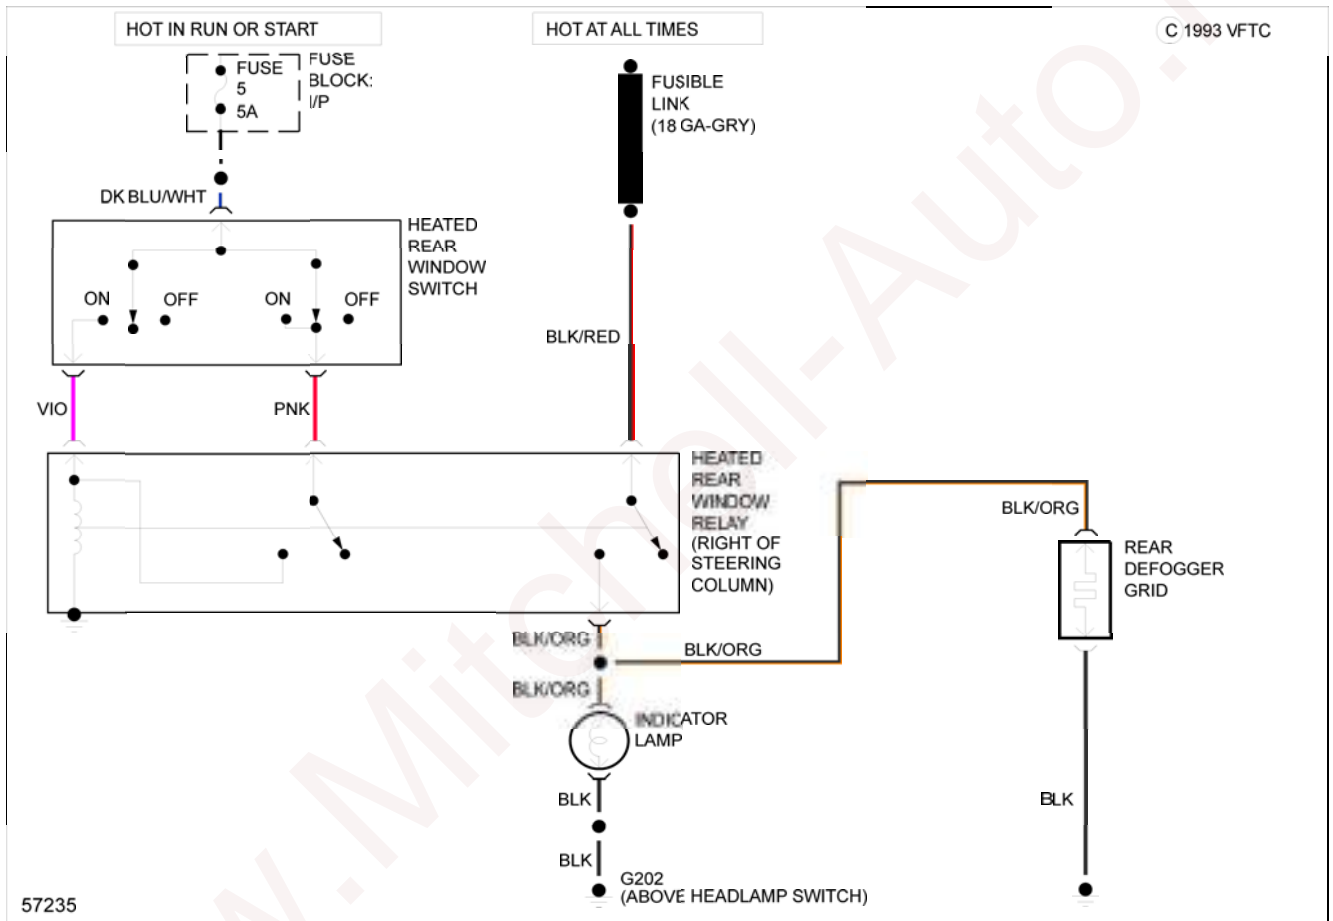 HOT IN RUN OR START
HOT AT ALL TIMES
C 1993 VFTC
FUSE
5
5A
FUSE
BLOCK:
I/P
FUSIBLE
LINK
(18 GA-GRY)
DK BLU/WHT
HEATED
REAR
WINDOW
SWITCH
ON
OFF
ON
OFF
BLK/RED
VIO
PNK
HEATED
REAR
WINDOW
RELAY
(RIGHT OF
STEERING
COLUMN)
BLK/ORG
REAR
DEFOGGER
GRID
BLK/ORG
BLK/ORG
BLK/ORG
INDICATOR
LAMP
BLK
BLK
BLK
G202
(ABOVE HEADLAMP SWITCH)
57235
w.Mitchell-Auto.